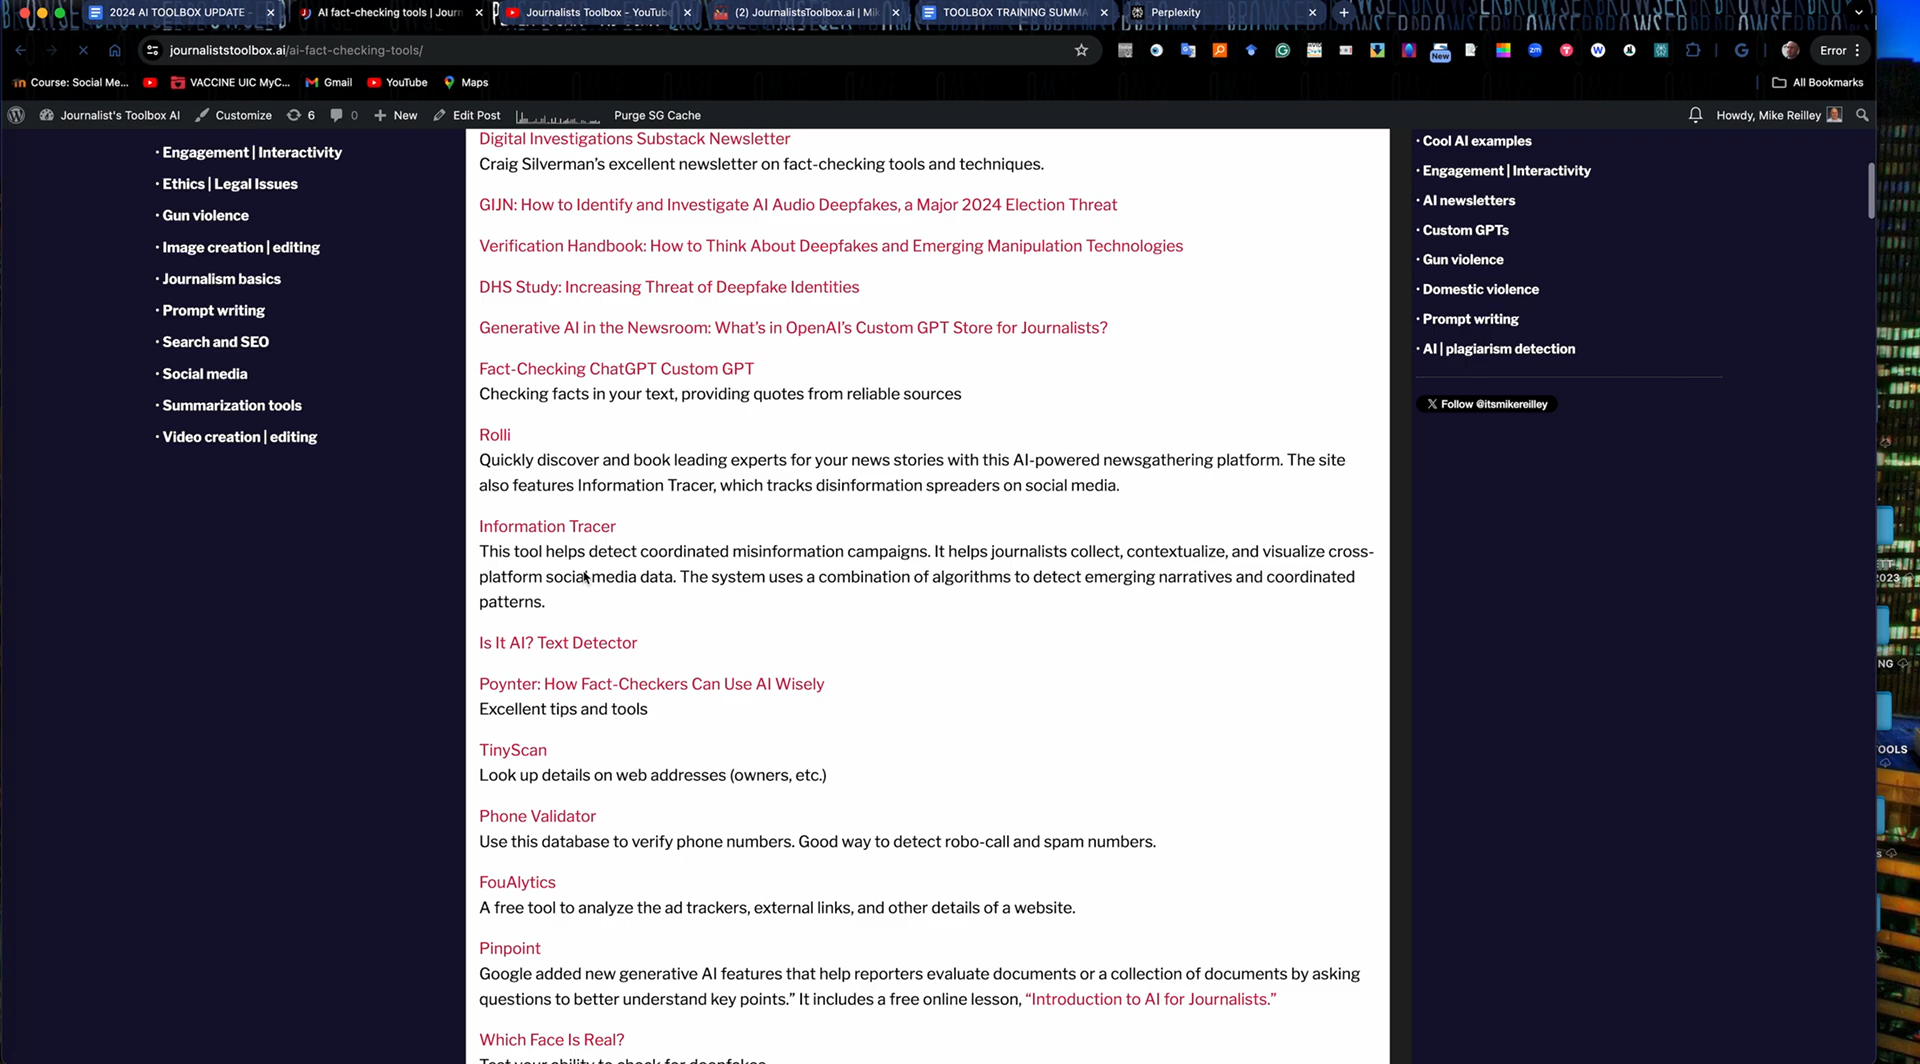 2024 AI TOOLBOX UPDATE -
AI fact-checking tools | Journ
Journalists Toolbox - YouTube
(2) JournalistsToolbox.ai | Mik
TOOLBOX TRAINING SUMMA
Perplexity
journaliststoolbox.ai/ai-fact-checking-tools/
New
Error
Course: Social Me...
VACCINE UIC MyC...
Gmail
YouTube
Maps
All Bookmarks
Journalist's Toolbox AI
Customize
6
0
New
Edit Post
Purge SG Cache
Howdy, Mike Reilley
· Engagement | Interactivity
· Ethics | Legal Issues
· Gun violence
· Image creation | editing
· Journalism basics
· Prompt writing
· Search and SEO
· Social media
· Summarization tools
· Video creation | editing
Digital Investigations Substack Newsletter
Craig Silverman's excellent newsletter on fact-checking tools and techniques.
GIJN: How to Identify and Investigate AI Audio Deepfakes, a Major 2024 Election Threat
Verification Handbook: How to Think About Deepfakes and Emerging Manipulation Technologies
DHS Study: Increasing Threat of Deepfake Identities
Generative AI in the Newsroom: What's in OpenAI's Custom GPT Store for Journalists?
Fact-Checking ChatGPT Custom GPT
Checking facts in your text, providing quotes from reliable sources
Rolli
Quickly discover and book leading experts for your news stories with this AI-powered newsgathering platform. The site
also features Information Tracer, which tracks disinformation spreaders on social media.
Information Tracer
This tool helps detect coordinated misinformation campaigns. It helps journalists collect, contextualize, and visualize cross-
platform social media data. The system uses a combination of algorithms to detect emerging narratives and coordinated
patterns.
Is It AI? Text Detector
Poynter: How Fact-Checkers Can Use AI Wisely
Excellent tips and tools
TinyScan
Look up details on web addresses (owners, etc.)
Phone Validator
Use this database to verify phone numbers. Good way to detect robo-call and spam numbers.
FouAlytics
A free tool to analyze the ad trackers, external links, and other details of a website.
Pinpoint
Google added new generative AI features that help reporters evaluate documents or a collection of documents by asking
questions to better understand key points.” It includes a free online lesson, “Introduction to AI for Journalists.”
Which Face Is Real?
Test your ability to check for deepfakes
· Cool AI examples
· Engagement | Interactivity
· AI newsletters
· Custom GPTs
· Gun violence
· Domestic violence
· Prompt writing
· AI | plagiarism detection
Follow @itsmikereilley
2023
NG
OOLS